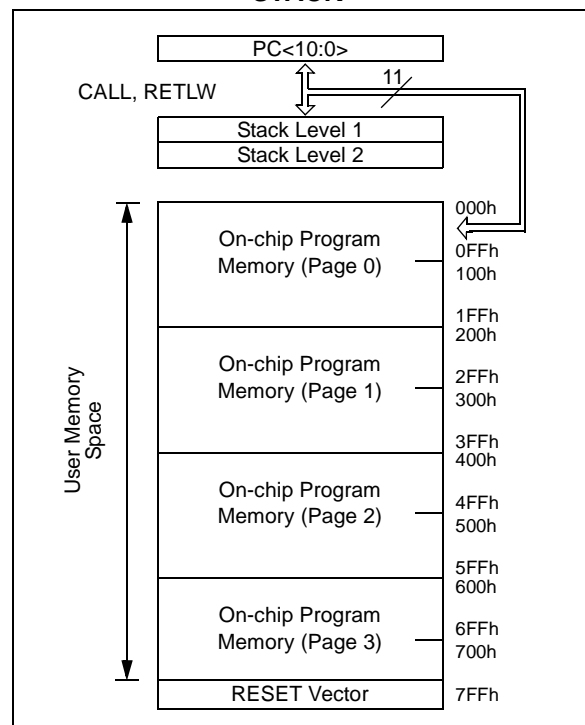 PC<10:0>
11
CALL, RETLW
Stack Level 1
Stack Level 2
User Memory
Space
000h
On-chip Program
Memory (Page 0)
0FFh
100h
1FFh
200h
On-chip Program
Memory (Page 1)
2FFh
300h
3FFh
400h
On-chip Program
Memory (Page 2)
4FFh
500h
5FFh
600h
On-chip Program
Memory (Page 3)
6FFh
700h
RESET Vector
7FFh